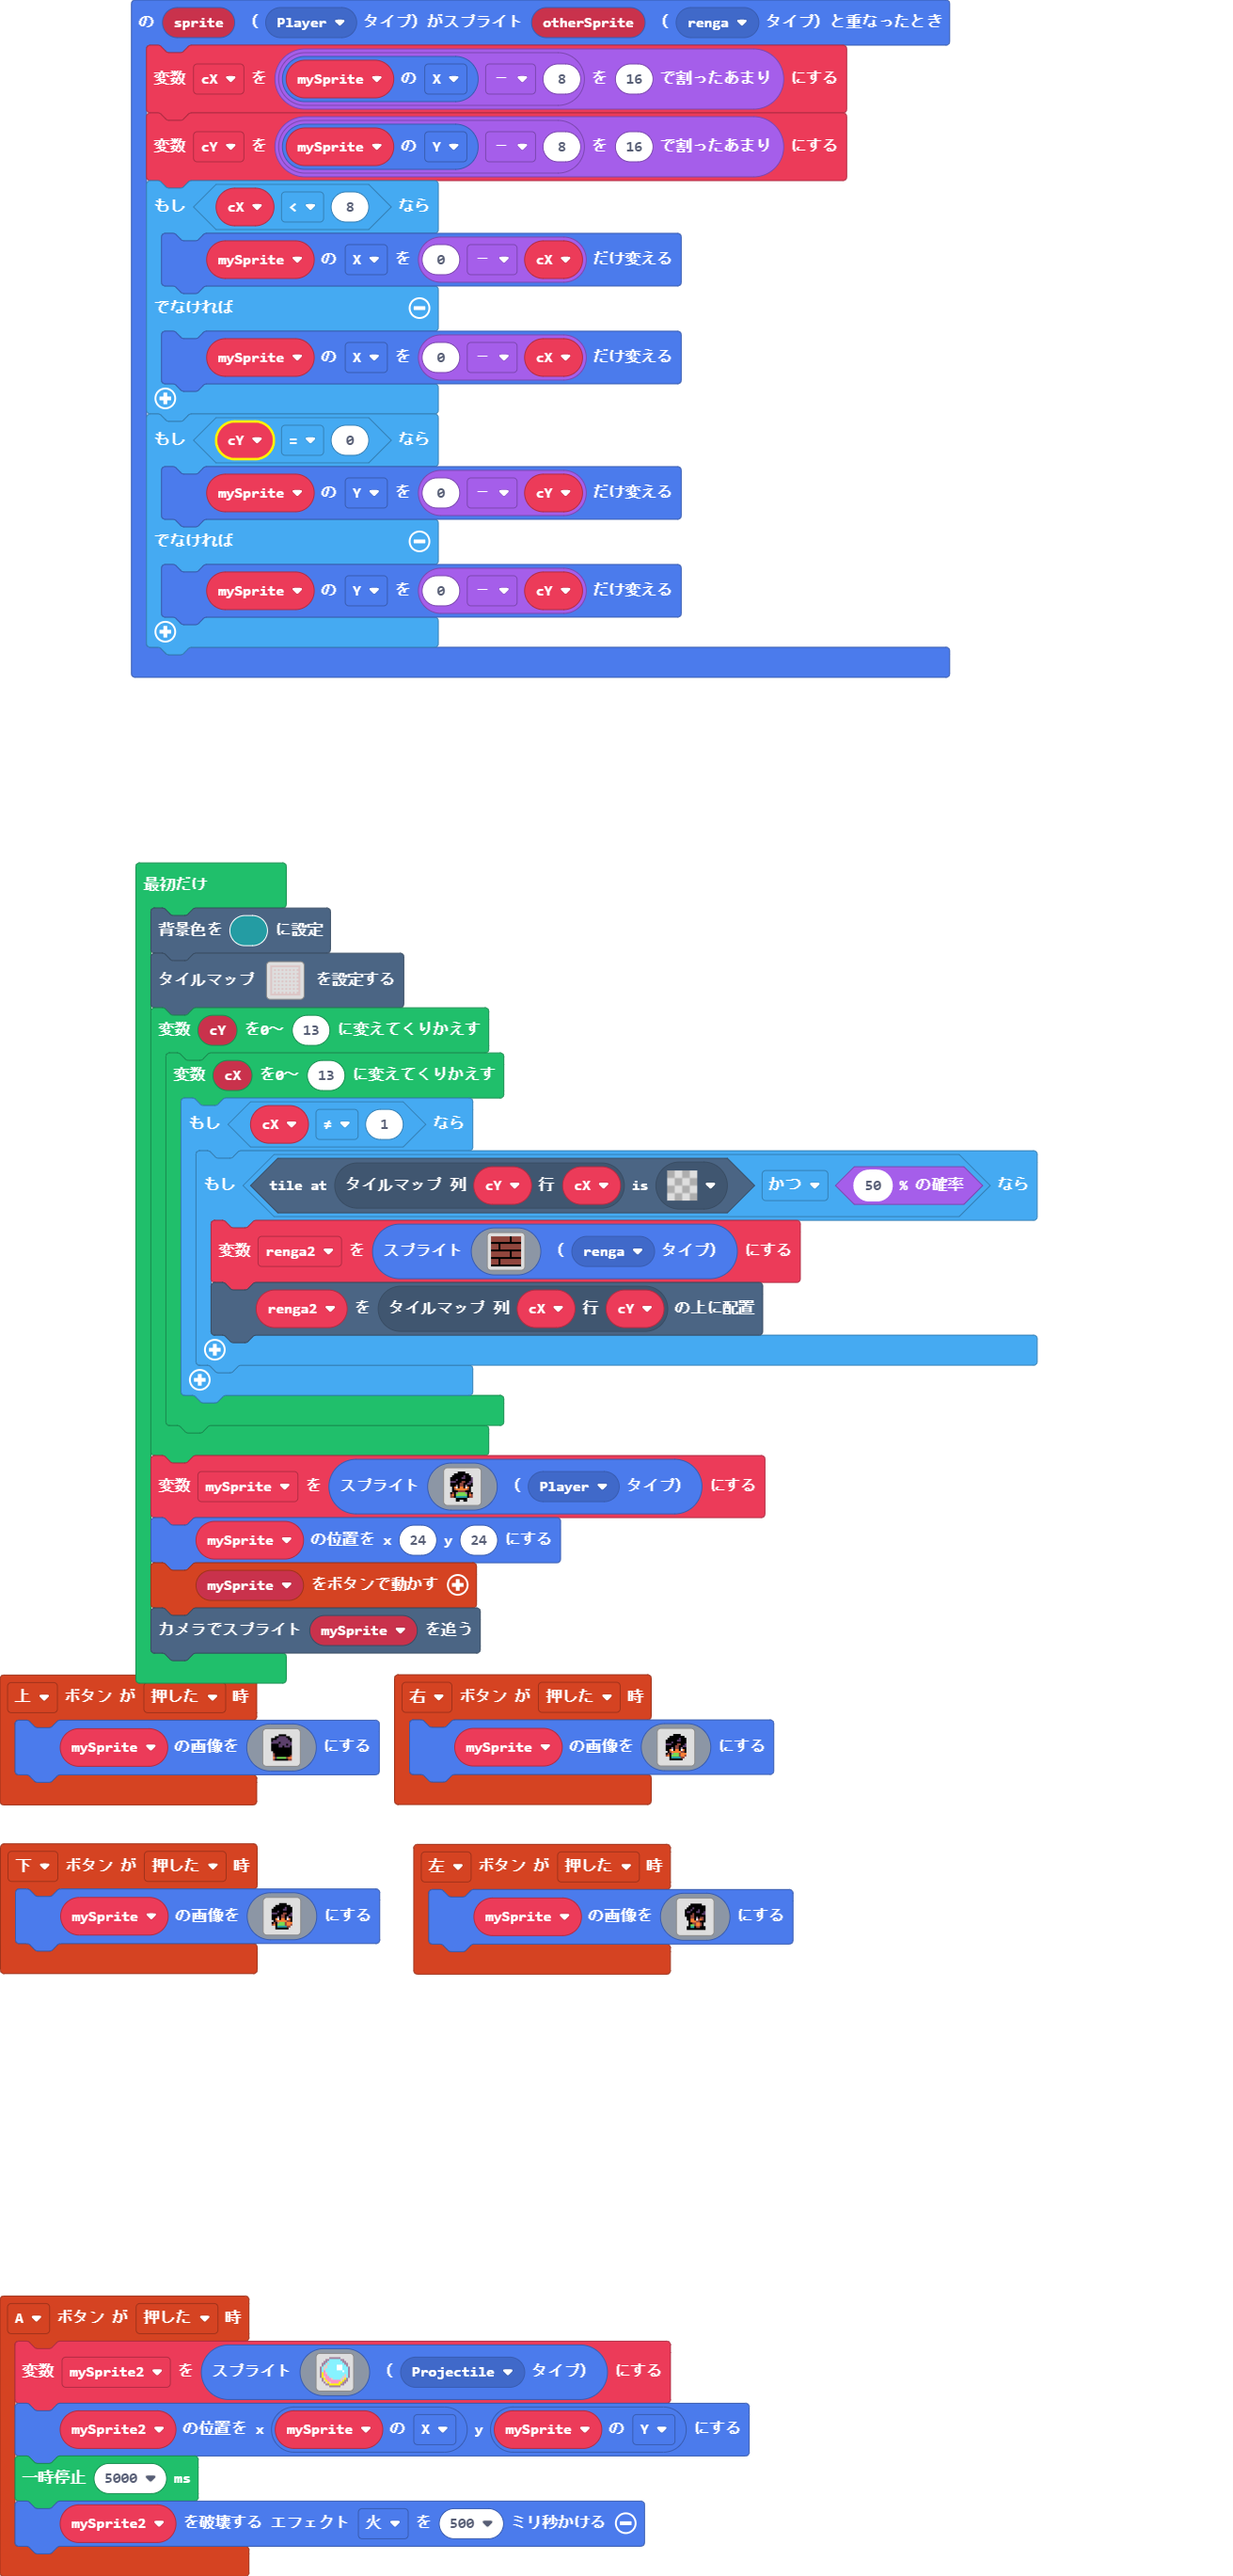 の sprite ( Player タイプ) がスプライト otherSprite ( renga タイプ) と重なったとき
変数 cX を mySprite の X - 8 を 16 で割ったあまり にする
変数 cY を mySprite の Y - 8 を 16 で割ったあまり にする
もし cX < 8 なら
mySprite の X を 0 - cX だけ変える
でなければ
mySprite の X を 0 - cX だけ変える
もし cY = 0 なら
mySprite の Y を 0 - cY だけ変える
でなければ
mySprite の Y を 0 - cY だけ変える
最初だけ
背景色を に設定
タイルマップ を設定する
変数 cY を0～ 13 に変えてくりかえす
変数 cX を0～ 13 に変えてくりかえす
もし cX ≠ 1 なら
もし tile at タイルマップ 列 cY 行 cX is かつ 50 % の確率 なら
変数 renga2 を スプライト ( renga タイプ) にする
renga2 を タイルマップ 列 cX 行 cY の上に配置
変数 mySprite を スプライト ( Player タイプ) にする
mySprite の位置を x 24 y 24 にする
mySprite をボタンで動かす
カメラでスプライト mySprite を追う
上 ボタン が 押した 時
mySprite の画像を にする
右 ボタン が 押した 時
mySprite の画像を にする
下 ボタン が 押した 時
mySprite の画像を にする
左 ボタン が 押した 時
mySprite の画像を にする
A ボタン が 押した 時
変数 mySprite2 を スプライト ( Projectile タイプ) にする
mySprite2 の位置を x mySprite の X y mySprite の Y にする
一時停止 5000 ms
mySprite2 を破壊する エフェクト 火 を 500 ミリ秒かける